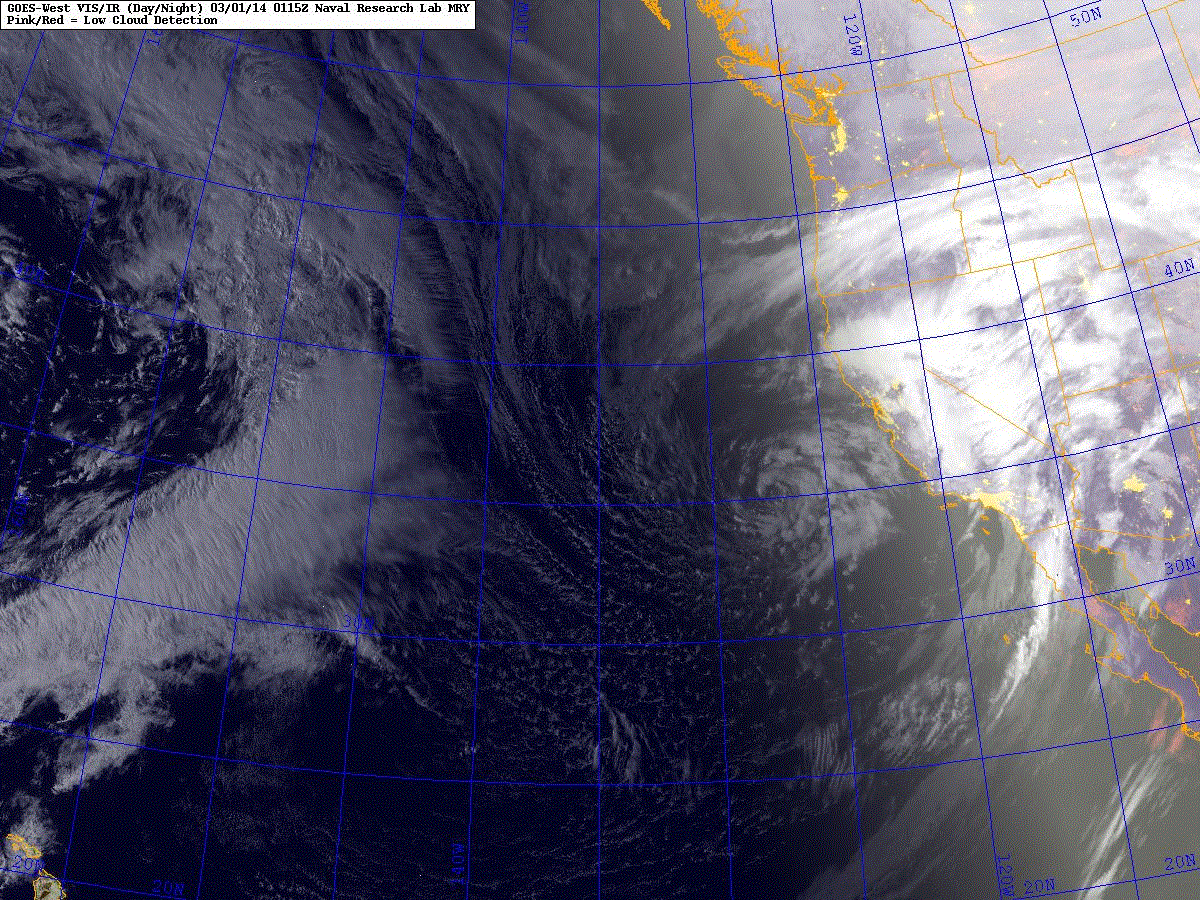 GOES-West VIS/IR (Day/Night) 03/01/14 0115Z Naval Research Lab MRY
Pink/Red = Low Cloud Detection
50N
120W
40N
30N
30N
140W
120W
20N
20N
20N
20N